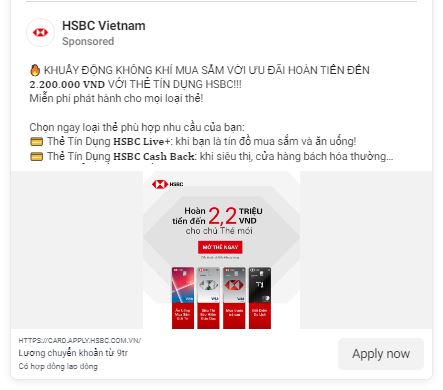 HSBC Vietnam
Sponsored
🔥 KHUẤY ĐỘNG KHÔNG KHÍ MUA SẮM VỚI ƯU ĐÃI HOÀN TIỀN ĐẾN
2.200.000 VND VỚI THẺ TÍN DỤNG HSBC!!!
Miễn phí phát hành cho mọi loại thẻ!
Chọn ngay loại thẻ phù hợp nhu cầu của bạn:
💳 Thẻ Tín Dụng HSBC Live+: khi bạn là tín đồ mua sắm và ăn uống!
💳 Thẻ Tín Dụng HSBC Cash Back: khi siêu thị, cửa hàng bách hóa thường...
HSBC
Hoàn
tiền đến 2,2 TRIỆU VND
cho chủ Thẻ mới
MỞ THẺ NGAY
HTTPS://CARD.APPLY.HSBC.COM.VN/
Lương chuyển khoản từ 9tr
Có hợp đồng lao động
Apply now